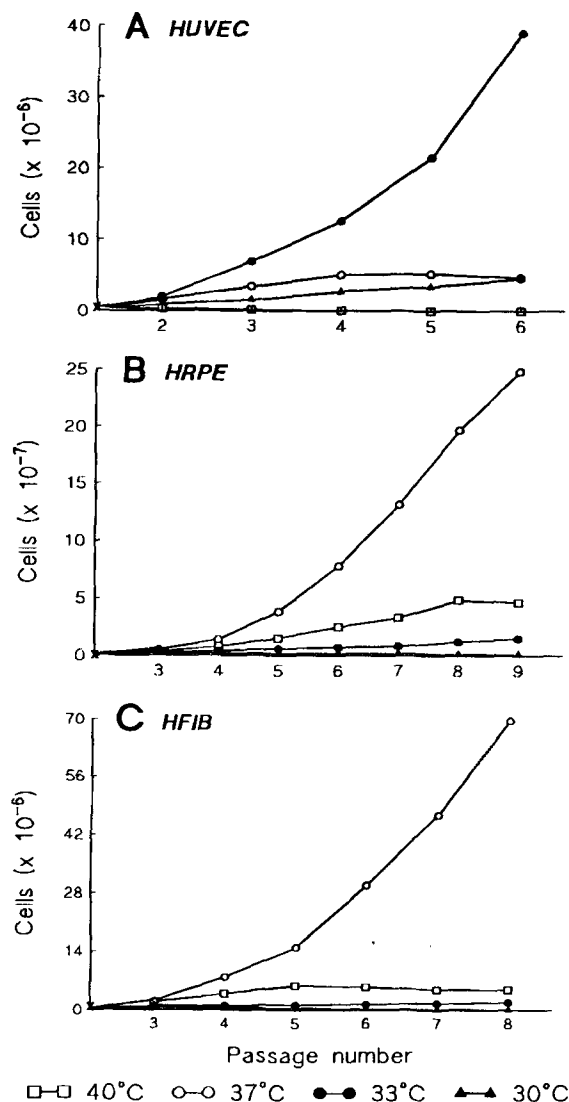 A HUVEC
Cells (x 10⁻⁶)
40
30
20
10
0
2 3 4 5 6
B HRPE
Cells (x 10⁻⁷)
25
20
15
10
5
0
3 4 5 6 7 8 9
C HFIB
Cells (x 10⁻⁶)
70
56
42
28
14
0
3 4 5 6 7 8
Passage number
40°C 37°C 33°C 30°C